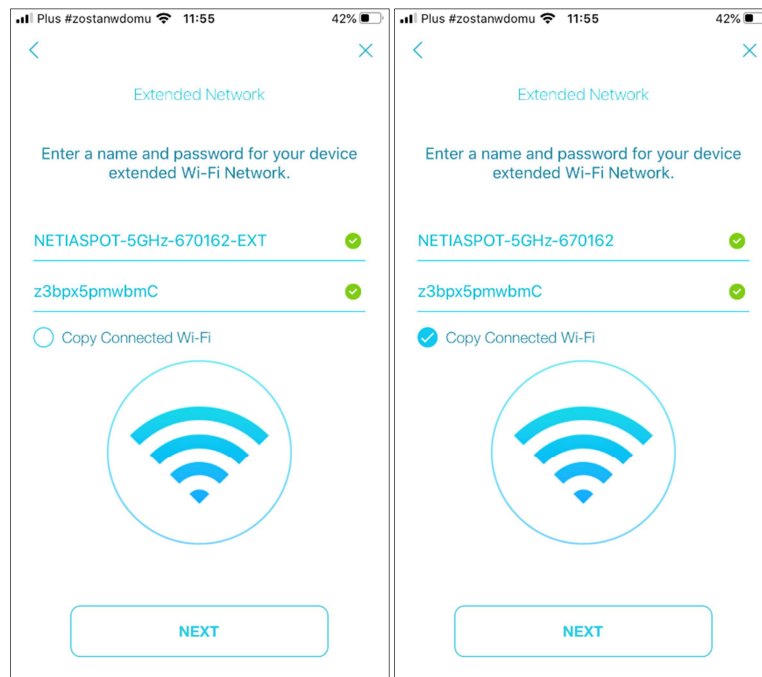 Plus #zostanwdomu 11:55 42%
Extended Network
Enter a name and password for your device
extended Wi-Fi Network.
NETIASPOT-5GHz-670162-EXT
z3bpx5pmwbmC
Copy Connected Wi-Fi
NEXT
Plus #zostanwdomu 11:55 42%
Extended Network
Enter a name and password for your device
extended Wi-Fi Network.
NETIASPOT-5GHz-670162
z3bpx5pmwbmC
Copy Connected Wi-Fi
NEXT